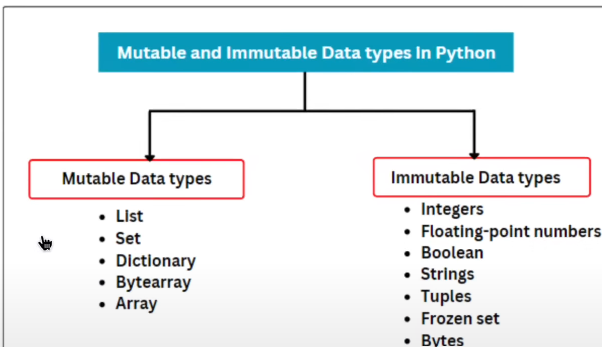 Mutable and Immutable Data types In Python
Mutable Data types
• List
• Set
• Dictionary
• Bytearray
• Array
Immutable Data types
• Integers
• Floating-point numbers
• Boolean
• Strings
• Tuples
• Frozen set
• Bytes